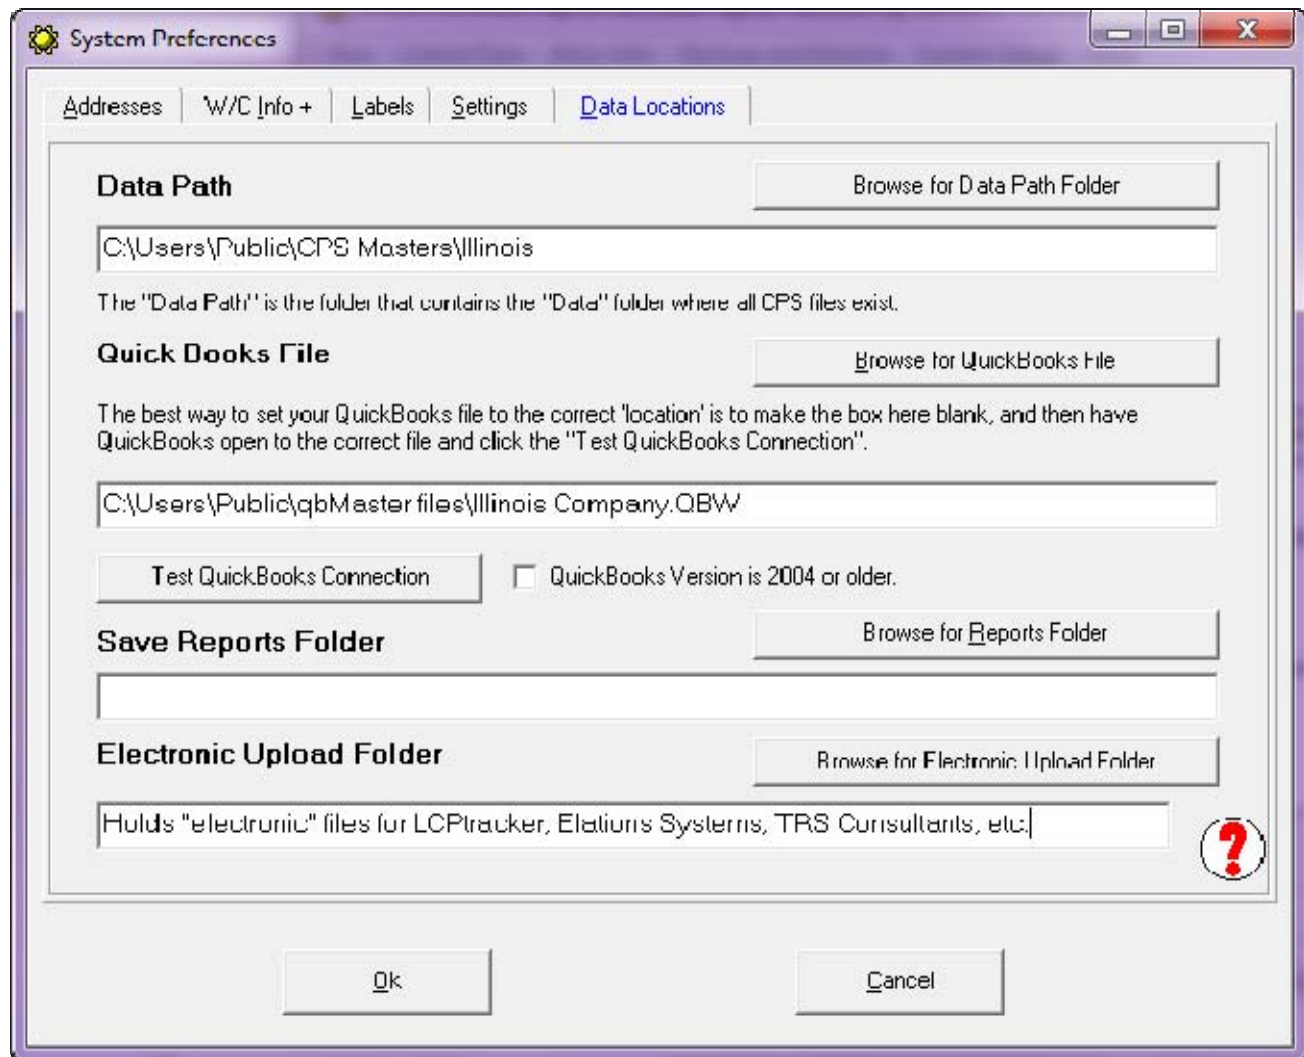 System Preferences
Addresses W/C Info + Labels Settings Data Locations
Data Path
Browse for Data Path Folder
C:\Users\Public\CPS Masters\Illinois
The "Data Path" is the folder that contains the "Data" folder where all CPS files exist.
Quick Books File
Browse for QuickBooks File
The best way to set your QuickBooks file to the correct 'location' is to make the box here blank, and then have
QuickBooks open to the correct file and click the "Test QuickBooks Connection".
C:\Users\Public\qbMaster files\Illinois Company.QBW
Test QuickBooks Connection
QuickBooks Version is 2004 or older.
Save Reports Folder
Browse for Reports Folder
Electronic Upload Folder
Browse for Electronic Upload Folder
Holds "electronic" files for LCPtracker, Elations Systems, TRS Consultants, etc.
?
Ok
Cancel